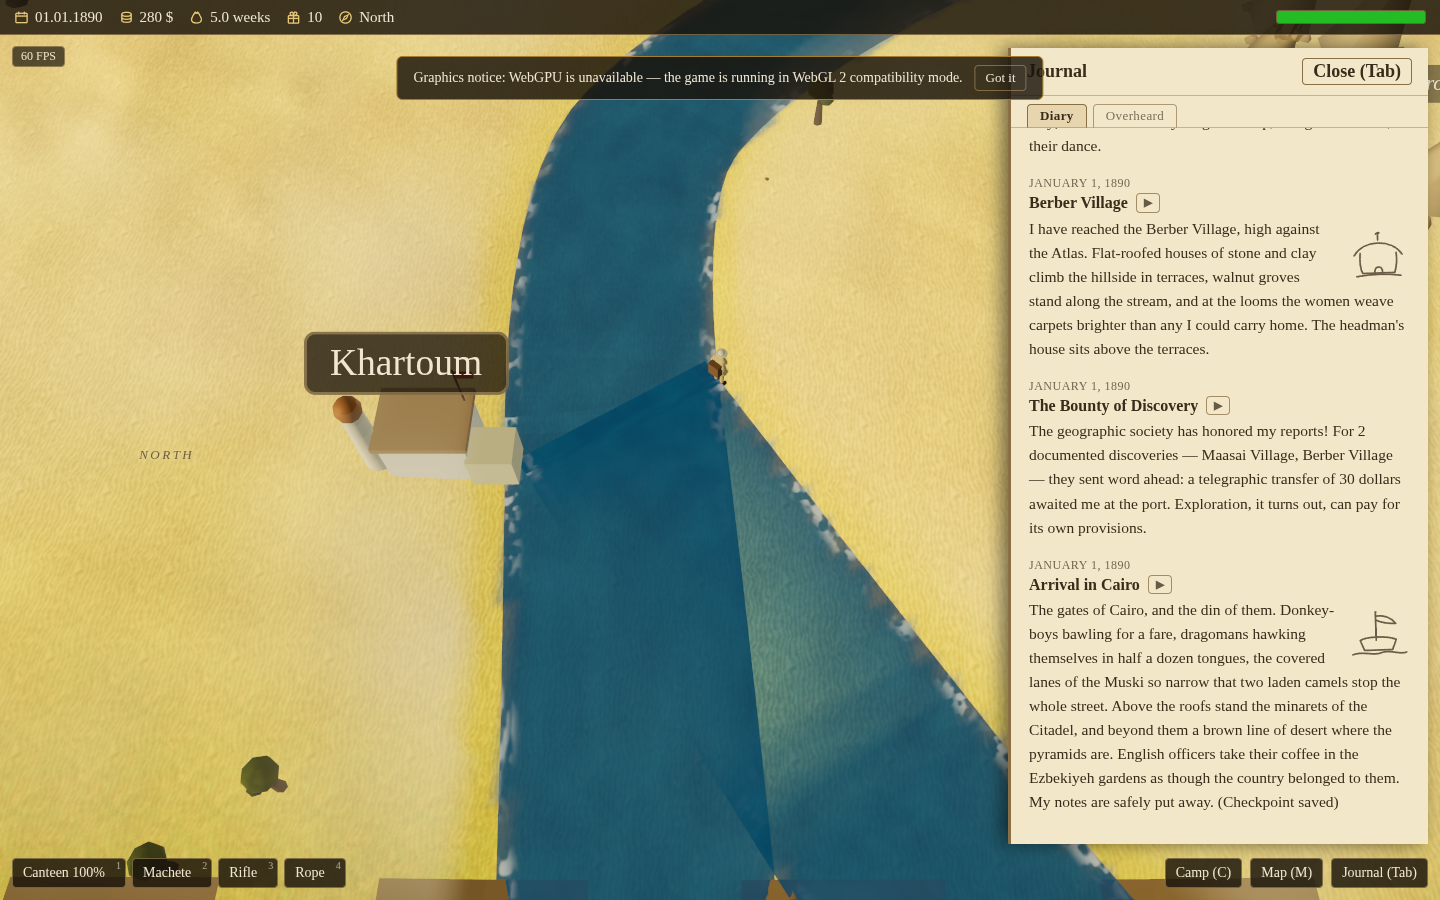 01.01.1890
280 $
5.0 weeks
10
North
60 FPS
Graphics notice: WebGPU is unavailable — the game is running in WebGL 2 compatibility mode.
Got it
Journal
Close (Tab)
Diary
Overheard
their dance.
JANUARY 1, 1890
Berber Village
I have reached the Berber Village, high against
the Atlas. Flat-roofed houses of stone and clay
climb the hillside in terraces, walnut groves
stand along the stream, and at the looms the women weave
carpets brighter than any I could carry home. The headman's
house sits above the terraces.
JANUARY 1, 1890
The Bounty of Discovery
The geographic society has honored my reports! For 2
documented discoveries — Maasai Village, Berber Village
— they sent word ahead: a telegraphic transfer of 30 dollars
awaited me at the port. Exploration, it turns out, can pay for
its own provisions.
JANUARY 1, 1890
Arrival in Cairo
The gates of Cairo, and the din of them. Donkey-
boys bawling for a fare, dragomans hawking
themselves in half a dozen tongues, the covered
lanes of the Muski so narrow that two laden camels stop the
whole street. Above the roofs stand the minarets of the
Citadel, and beyond them a brown line of desert where the
pyramids are. English officers take their coffee in the
Ezbekiyeh gardens as though the country belonged to them.
My notes are safely put away. (Checkpoint saved)
Khartoum
NORTH
Canteen 100% 1
Machete 2
Rifle 3
Rope 4
Camp (C)
Map (M)
Journal (Tab)